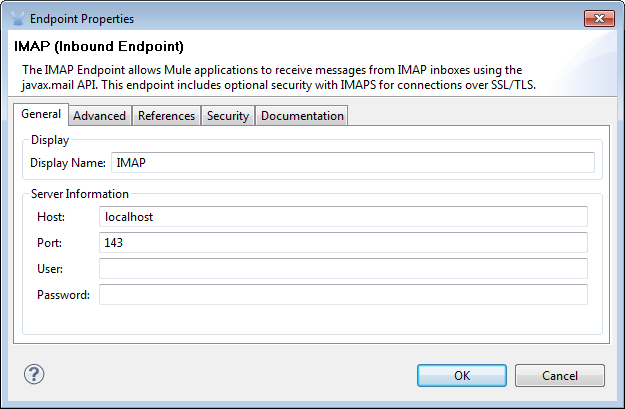 Endpoint Properties
IMAP (Inbound Endpoint)
The IMAP Endpoint allows Mule applications to receive messages from IMAP inboxes using the
javax.mail API. This endpoint includes optional security with IMAPS for connections over SSL/TLS.
General Advanced References Security Documentation
Display
Display Name: IMAP
Server Information
Host: localhost
Port: 143
User:
Password:
? OK Cancel